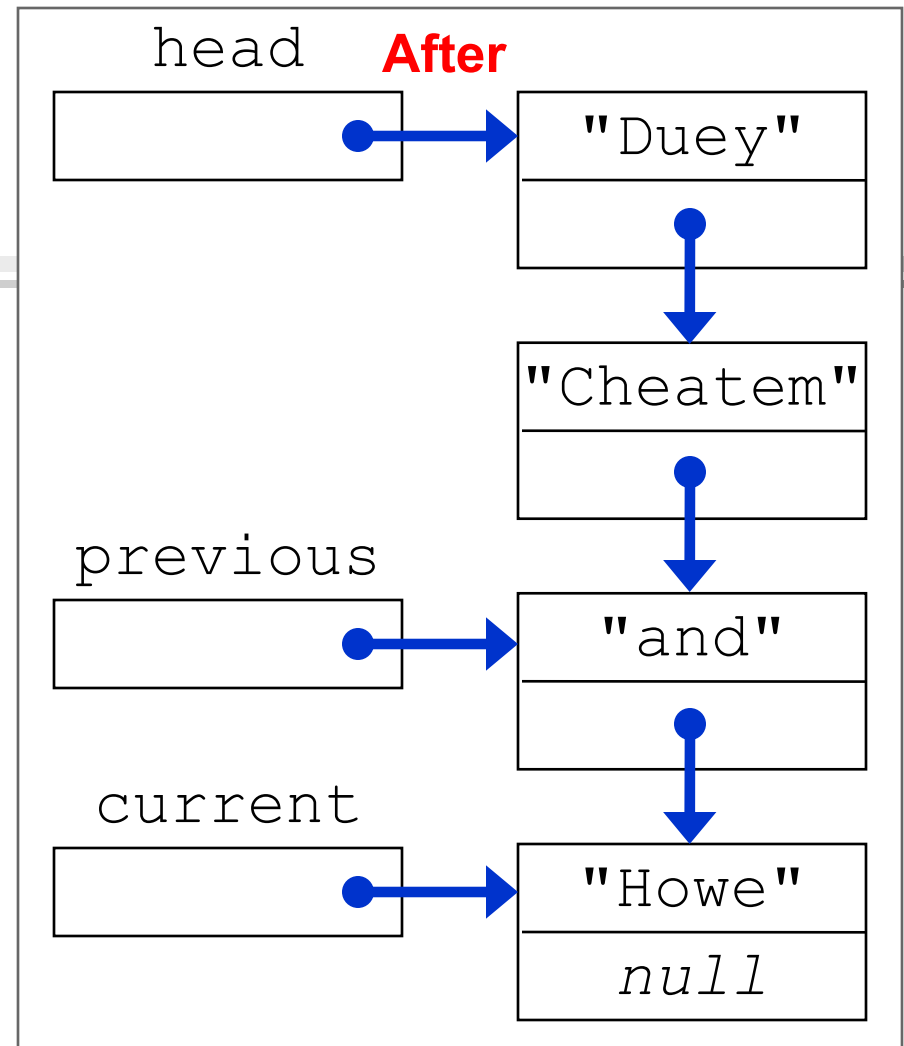 head
After
"Duey"
"Cheatem"
previous
"and"
current
"Howe"
null